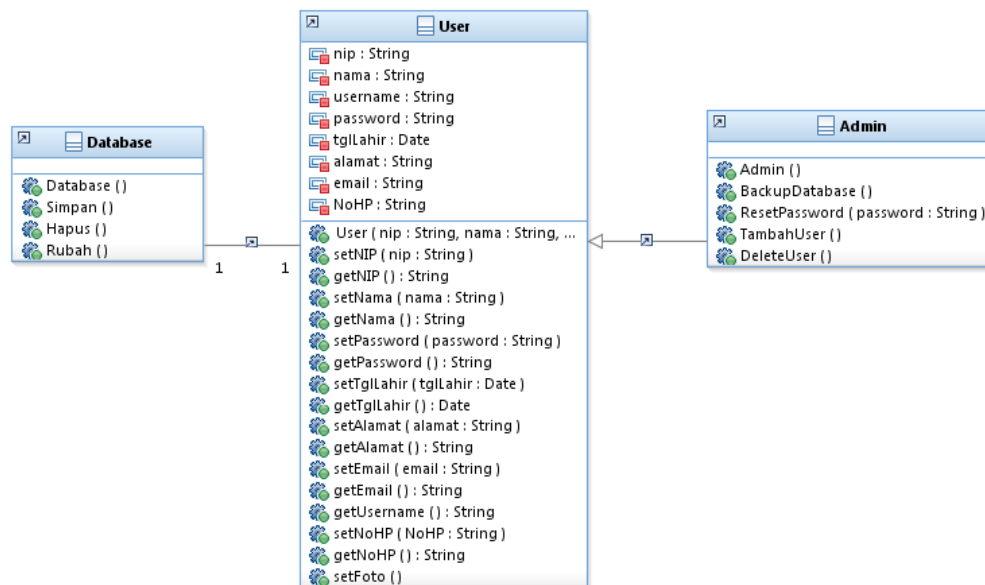 Database
Database ()
Simpan ()
Hapus ()
Rubah ()
1
1
User
nip : String
nama : String
username : String
password : String
tglLahir : Date
alamat : String
email : String
NoHP : String
User ( nip : String, nama : String, ...
setNIP ( nip : String )
getNIP () : String
setNama ( nama : String )
getNama () : String
setPassword ( password : String )
getPassword () : String
setTglLahir ( tglLahir : Date )
getTglLahir () : Date
setAlamat ( alamat : String )
getAlamat () : String
setEmail ( email : String )
getEmail () : String
getUsername () : String
setNoHP ( NoHP : String )
getNoHP () : String
setFoto ()
Admin
Admin ()
BackupDatabase ()
ResetPassword ( password : String )
TambahUser ()
DeleteUser ()